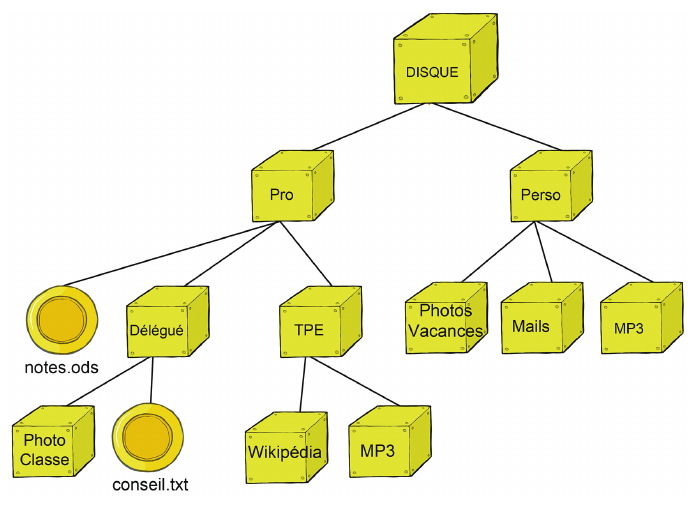 DISQUE
Pro
Perso
notes.ods
Délégué
TPE
Photos
Vacances
Mails
MP3
Photo
Classe
conseil.txt
Wikipédia
MP3